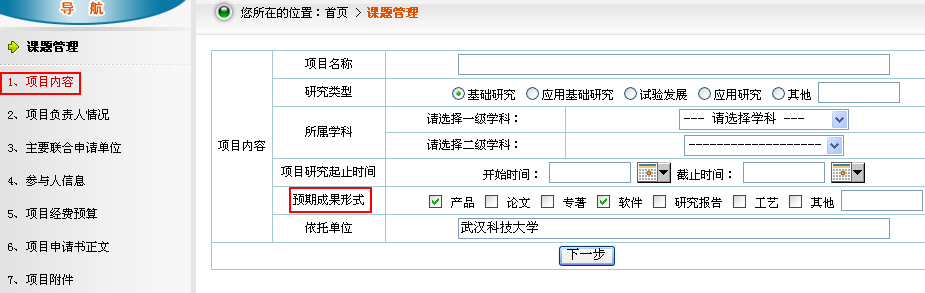 导 航
您所在的位置：首页 > 课题管理
课题管理
1、项目内容
2、项目负责人情况
3、主要联合申请单位
4、参与人信息
5、项目经费预算
6、项目申请书正文
7、项目附件
项目内容
项目名称
研究类型 基础研究 应用基础研究 试验发展 应用研究 其他
所属学科
请选择一级学科： --- 请选择学科 ---
请选择二级学科： --------------------
项目研究起止时间 开始时间： 截止时间：
预期成果形式 产品 论文 专著 软件 研究报告 工艺 其他
依托单位 武汉科技大学
下一步